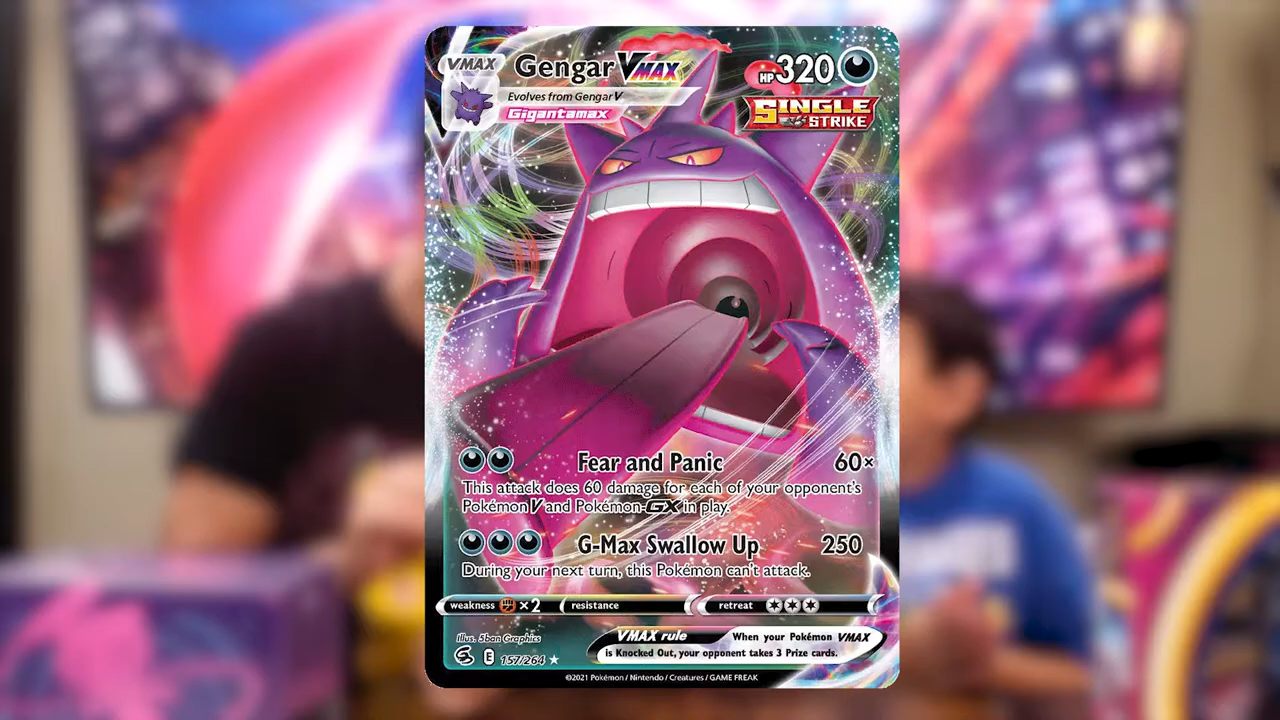 VMAX
Gengar VMAX
HP 320
Evolves from Gengar V
Gigantamax
SINGLE
STRIKE
Fear and Panic 60×
This attack does 60 damage for each of your opponent's
Pokémon V and Pokémon-GX in play.
G-Max Swallow Up 250
During your next turn, this Pokémon can't attack.
weakness ×2 resistance retreat
VMAX rule When your Pokémon VMAX
is Knocked Out, your opponent takes 3 Prize cards.
Illus. 5ban Graphics
E 157/264
©2021 Pokémon / Nintendo / Creatures / GAME FREAK